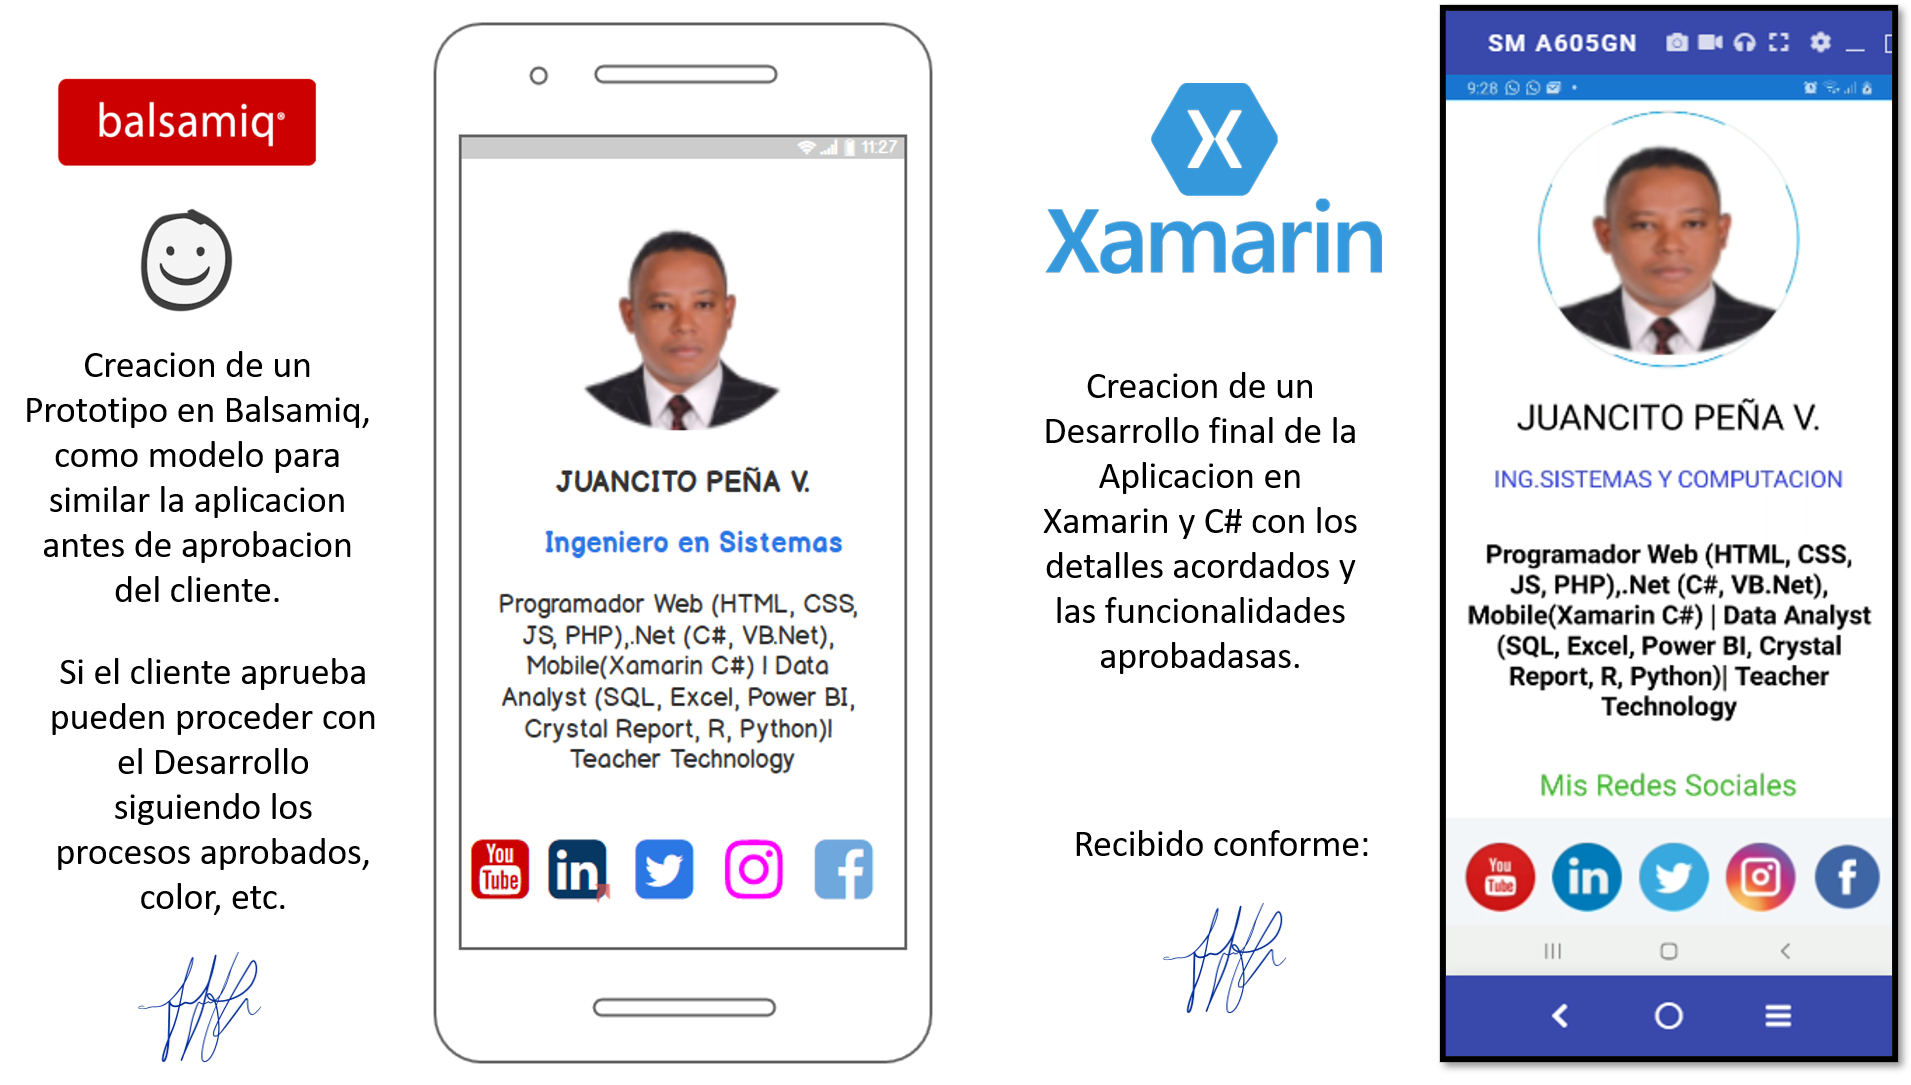 balsamiq®
Creacion de un
Prototipo en Balsamiq,
como modelo para
similar la aplicacion
antes de aprobacion
del cliente.
Si el cliente aprueba
pueden proceder con
el Desarrollo
siguiendo los
procesos aprobados,
color, etc.
11:27
JUANCITO PEÑA V.
Ingeniero en Sistemas
Programador Web (HTML, CSS,
JS, PHP),.Net (C#, VB.Net),
Mobile(Xamarin C#) | Data
Analyst (SQL, Excel, Power BI,
Crystal Report, R, Python)|
Teacher Technology
You
Tube
in
X
Xamarin
Creacion de un
Desarrollo final de la
Aplicacion en
Xamarin y C# con los
detalles acordados y
las funcionalidades
aprobadasas.
Recibido conforme:
SM A605GN
9:28
JUANCITO PEÑA V.
ING.SISTEMAS Y COMPUTACION
Programador Web (HTML, CSS,
JS, PHP),.Net (C#, VB.Net),
Mobile(Xamarin C#) | Data Analyst
(SQL, Excel, Power BI, Crystal
Report, R, Python)| Teacher
Technology
Mis Redes Sociales
You
Tube
in